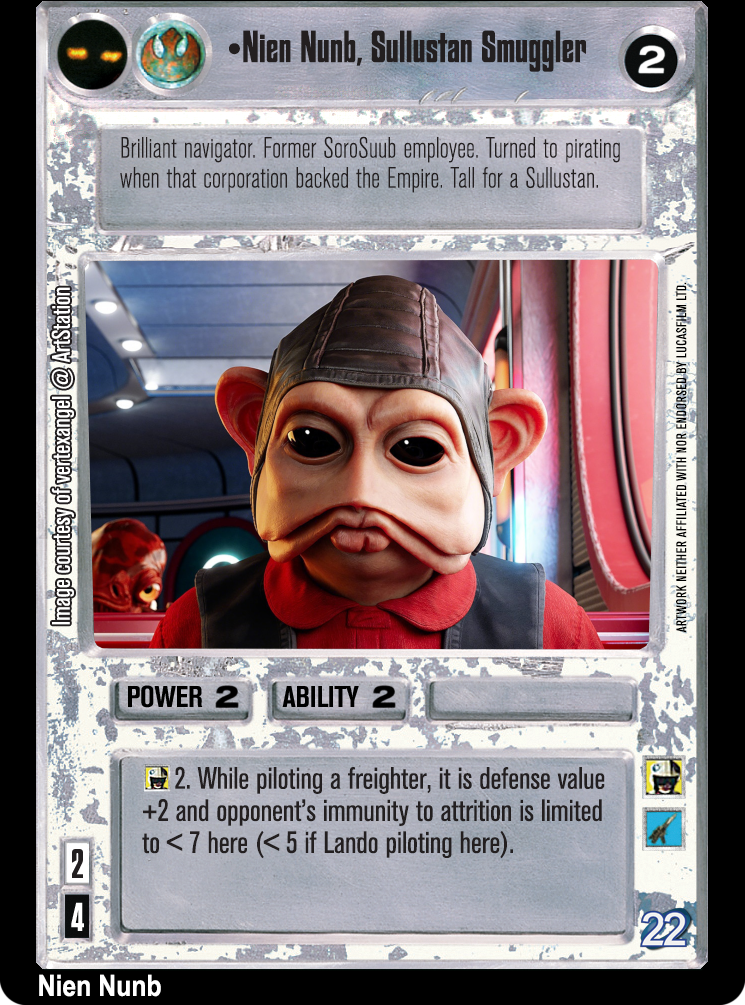 •Nien Nunb, Sullustan Smuggler
2
Brilliant navigator. Former SoroSuub employee. Turned to pirating
when that corporation backed the Empire. Tall for a Sullustan.
Image courtesy of vertexangel @ ArtStation
ARTWORK NEITHER AFFILIATED WITH NOR ENDORSED BY LUCASFILM LTD.
POWER 2
ABILITY 2
2. While piloting a freighter, it is defense value
+2 and opponent's immunity to attrition is limited
to < 7 here (< 5 if Lando piloting here).
2
4
22
Nien Nunb